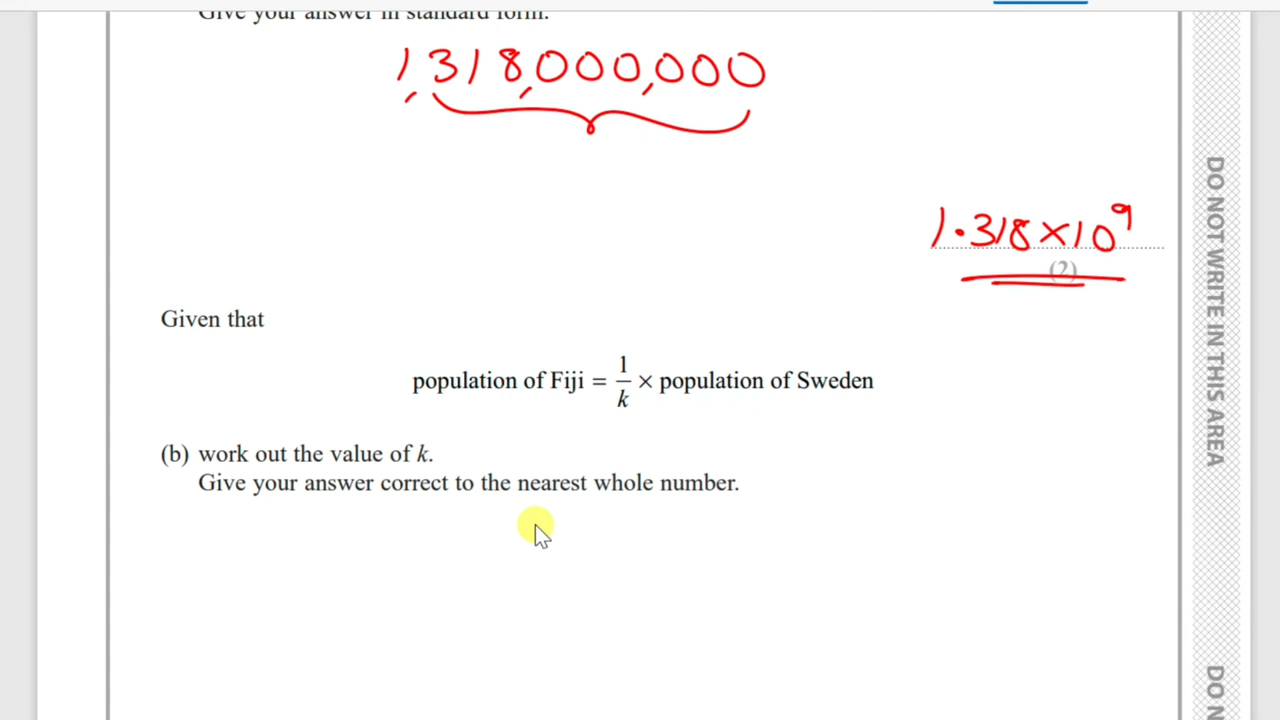 Give your answer in standard form.
1,318,000,000
1.318×10⁹
(2)
Given that
population of Fiji = 1/k × population of Sweden
(b) work out the value of k.
Give your answer correct to the nearest whole number.
DO NOT WRITE IN THIS AREA
DO N